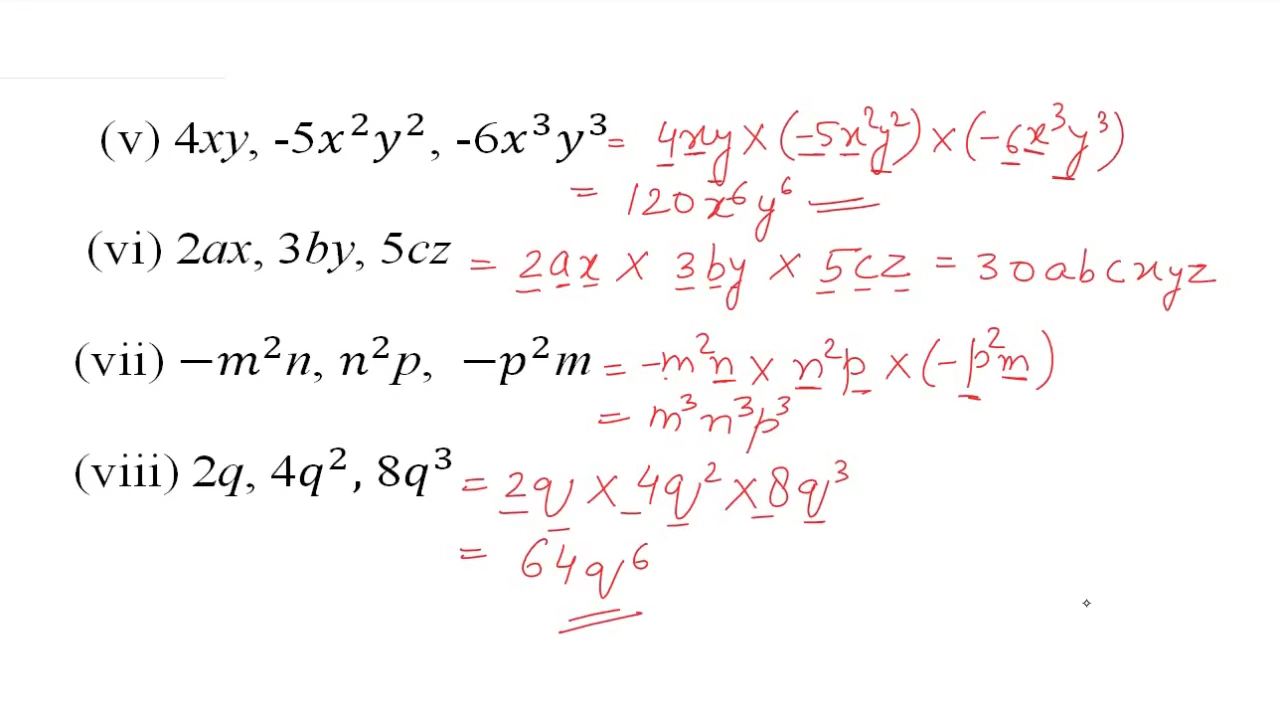 (v) 4xy, -5x²y², -6x³y³ = 4xy × (-5x²y²) × (-6x³y³)
= 120x⁶y⁶
(vi) 2ax, 3by, 5cz = 2ax × 3by × 5cz = 30abcxyz
(vii) −m²n, n²p, −p²m = -m²n × n²p × (-p²m)
= m³n³p³
(viii) 2q, 4q², 8q³ = 2q × 4q² × 8q³
= 64q⁶